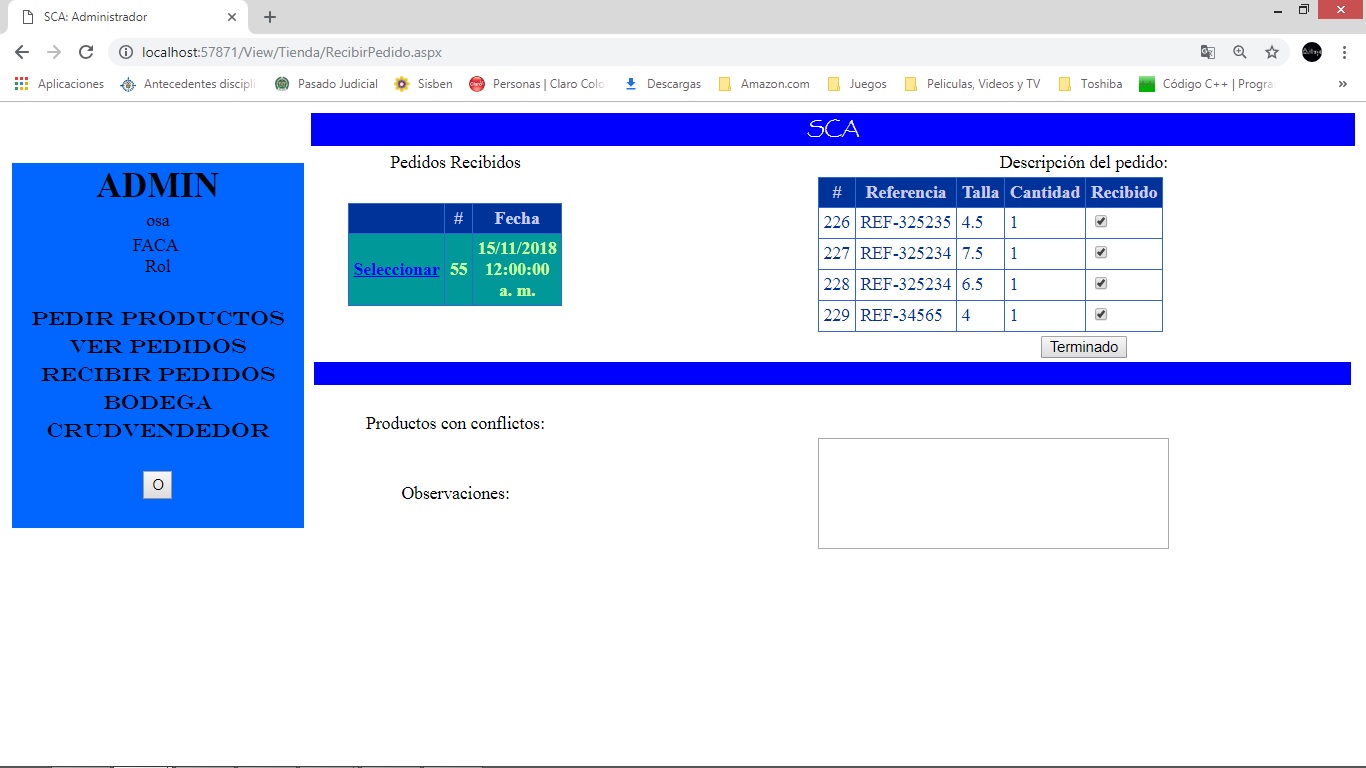 SCA: Administrador
localhost:57871/View/Tienda/RecibirPedido.aspx
Aplicaciones Antecedentes discipli Pasado Judicial Sisben Personas | Claro Colo Descargas Amazon.com Juegos Peliculas, Videos y TV Toshiba Código C++ | Progra »
SCA
ADMIN
osa
FACA
Rol
PEDIR PRODUCTOS
VER PEDIDOS
RECIBIR PEDIDOS
BODEGA
CRUDVENDEDOR
O
Pedidos Recibidos
# Fecha
Seleccionar 55 15/11/2018
12:00:00
a. m.
Descripción del pedido:
# Referencia Talla Cantidad Recibido
226 REF-325235 4.5 1
227 REF-325234 7.5 1
228 REF-325234 6.5 1
229 REF-34565 4 1
Terminado
Productos con conflictos:
Observaciones: